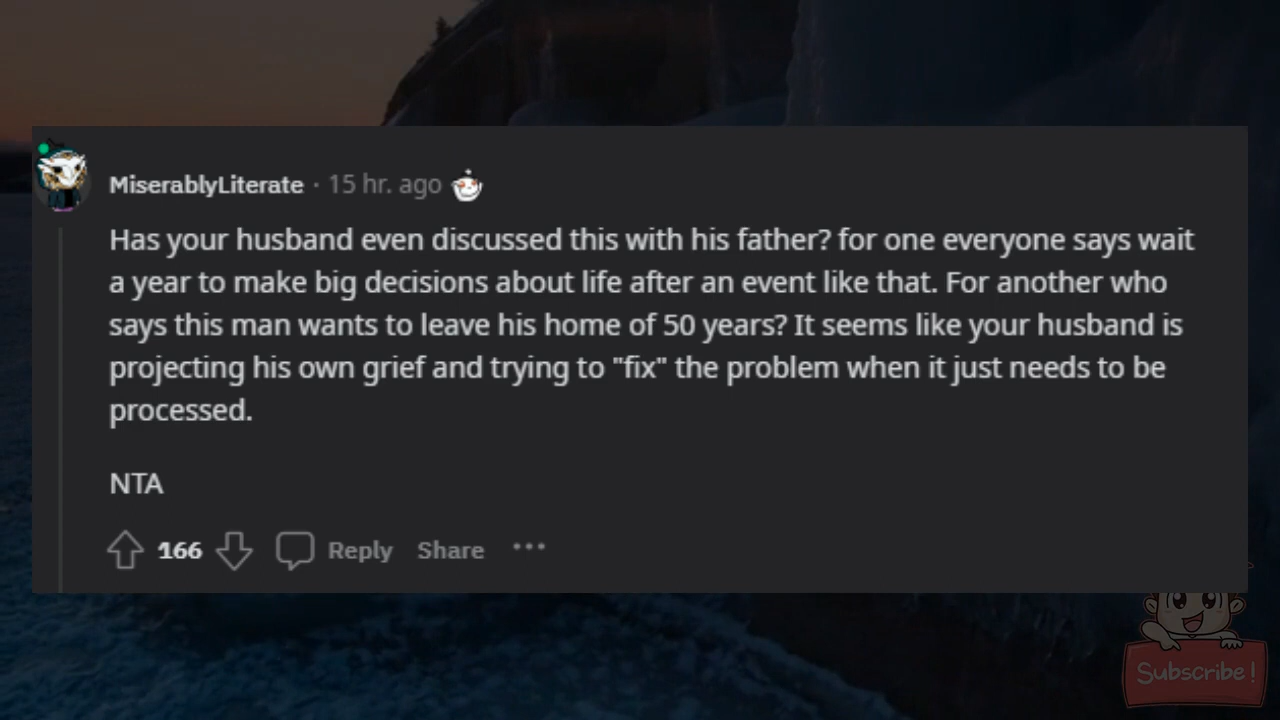 MiserablyLiterate · 15 hr. ago
Has your husband even discussed this with his father? for one everyone says wait
a year to make big decisions about life after an event like that. For another who
says this man wants to leave his home of 50 years? It seems like your husband is
projecting his own grief and trying to "fix" the problem when it just needs to be
processed.
NTA
166 Reply Share ···
Subscribe!